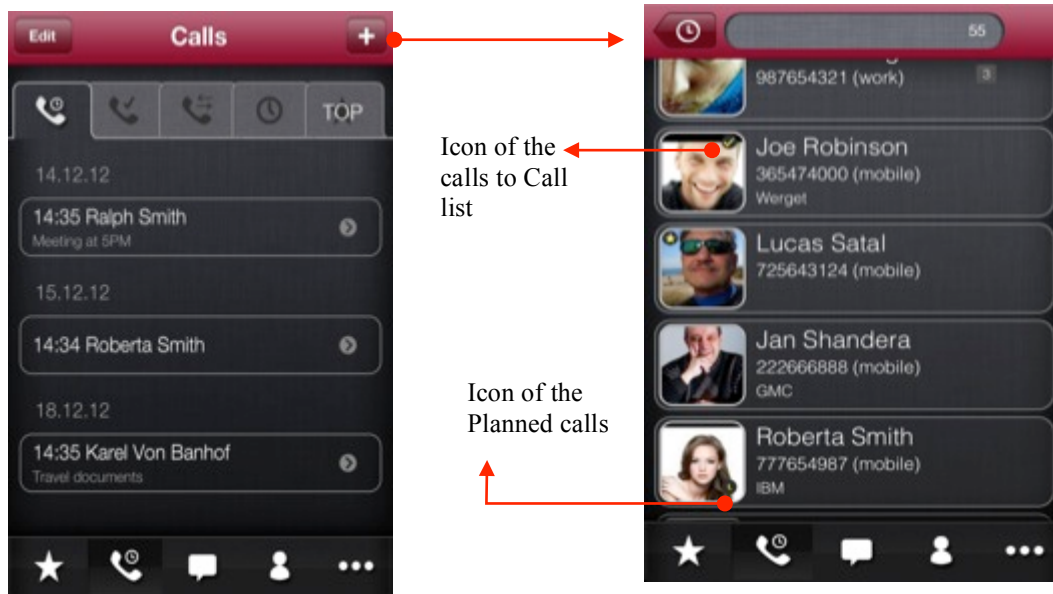 Edit
Calls
+
TOP
14.12.12
14:35 Ralph Smith
Meeting at 5PM
15.12.12
14:34 Roberta Smith
18.12.12
14:35 Karel Von Banhof
Travel documents
Icon of the
calls to Call
list
Icon of the
Planned calls
55
987654321 (work)
3
Joe Robinson
365474000 (mobile)
Werget
Lucas Satal
725643124 (mobile)
Jan Shandera
222666888 (mobile)
GMC
Roberta Smith
777654987 (mobile)
IBM